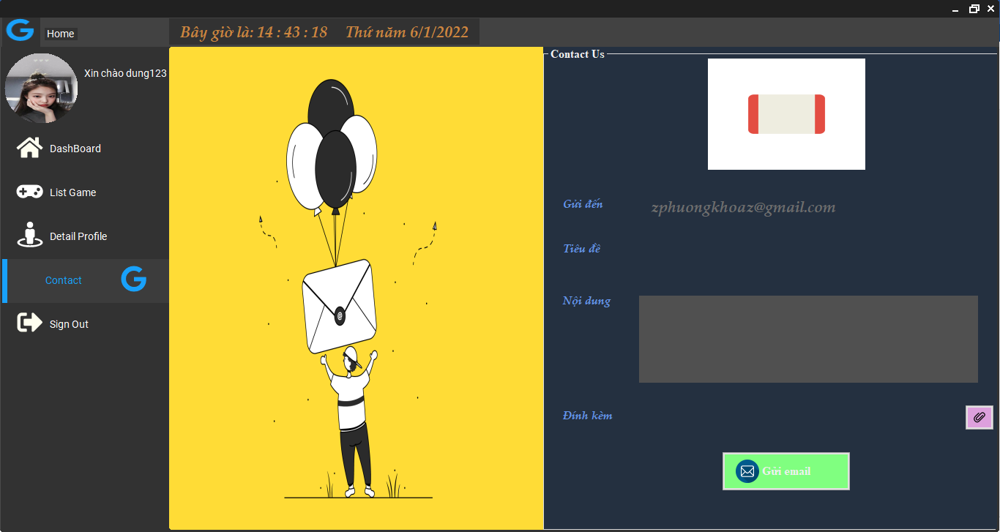 Home
Bây giờ là: 14 : 43 : 18 Thứ năm 6/1/2022
Xin chào dung123
DashBoard
List Game
Detail Profile
Contact
Sign Out
@
Contact Us
Gửi đến
zphuongkhoaz@gmail.com
Tiêu đề
Nội dung
Đính kèm
Gửi email